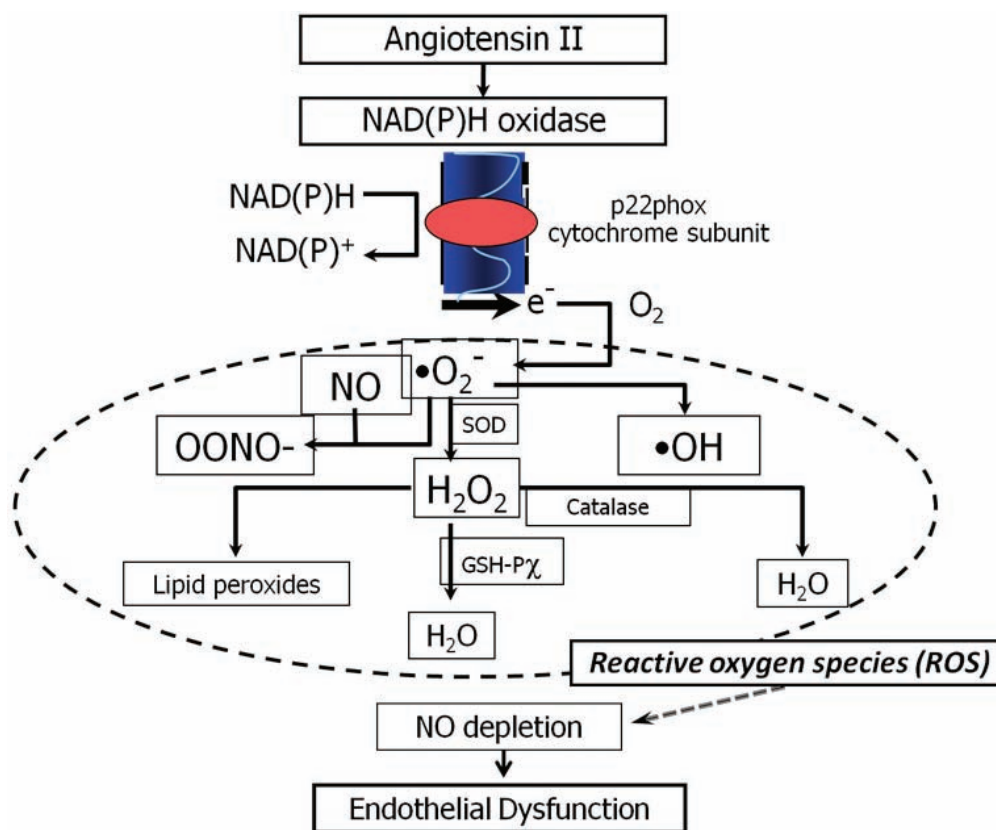 Angiotensin II
NAD(P)H oxidase
NAD(P)H
NAD(P)⁺
p22phox
cytochrome subunit
e⁻
O₂
NO
•O₂⁻
SOD
OONO-
•OH
H₂O₂
Catalase
Lipid peroxides
GSH-Pχ
H₂O
H₂O
Reactive oxygen species (ROS)
NO depletion
Endothelial Dysfunction